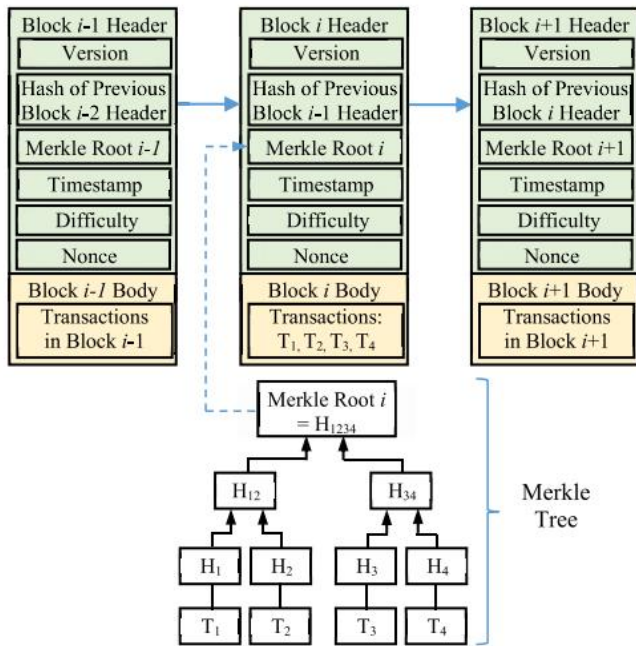 Block i-1 Header
Version
Hash of Previous
Block i-2 Header
Merkle Root i-1
Timestamp
Difficulty
Nonce
Block i-1 Body
Transactions
in Block i-1
Block i Header
Version
Hash of Previous
Block i-1 Header
Merkle Root i
Timestamp
Difficulty
Nonce
Block i Body
Transactions:
T1, T2, T3, T4
Block i+1 Header
Version
Hash of Previous
Block i Header
Merkle Root i+1
Timestamp
Difficulty
Nonce
Block i+1 Body
Transactions
in Block i+1
Merkle Root i
= H1234
H12
H34
H1
H2
H3
H4
T1
T2
T3
T4
Merkle
Tree